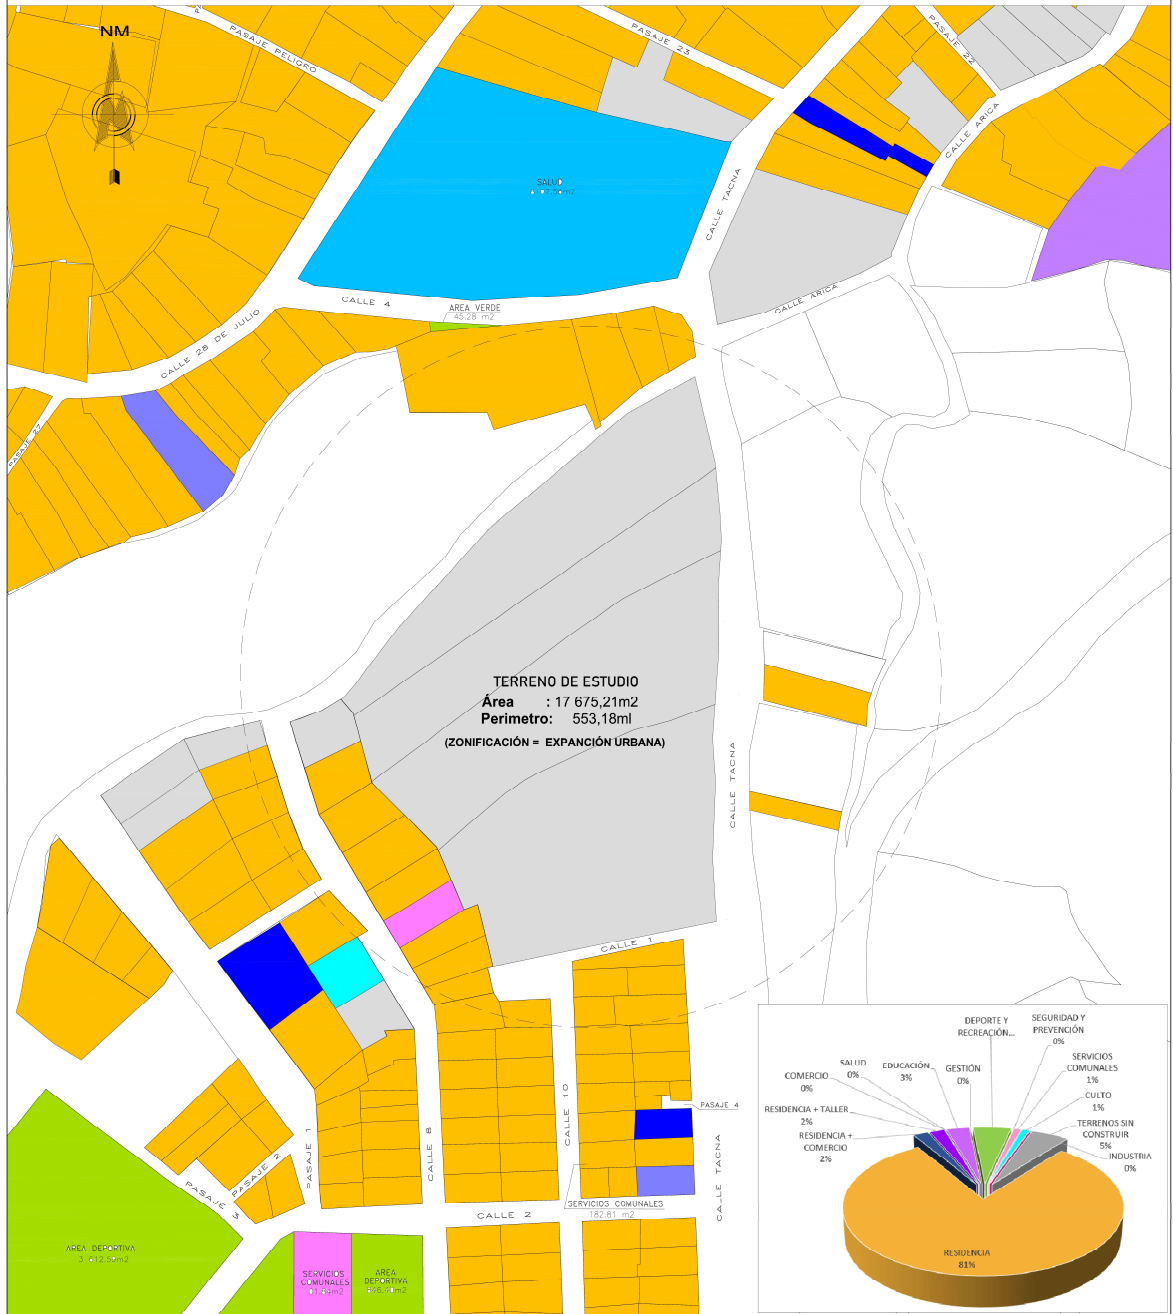 NM
PASAJE PELIGRO
PASAJE 23
PASAJE 22
CALLE ARICA
SALUD
CALLE TACNA
CALLE 4
AREA VERDE
45.28 m2
CALLE ARICA
CALLE 28 DE JULIO
PASAJE 27
TERRENO DE ESTUDIO
Área : 17 675,21m2
Perimetro: 553,18ml
(ZONIFICACIÓN = EXPANCIÓN URBANA)
CALLE TACNA
CALLE 1
CALLE 10
PASAJE 4
PASAJE 1
CALLE 8
CALLE TACNA
PASAJE 2
PASAJE 3
SERVICIOS COMUNALES
182.81 m2
CALLE 2
AREA DEPORTIVA
SERVICIOS
COMUNALES
AREA
DEPORTIVA
DEPORTE Y
RECREACIÓN...
SEGURIDAD Y
PREVENCIÓN
0%
SALUD
0%
EDUCACIÓN
3%
GESTIÓN
0%
SERVICIOS
COMUNALES
1%
COMERCIO
0%
CULTO
1%
RESIDENCIA + TALLER
2%
TERRENOS SIN
CONSTRUIR
5%
RESIDENCIA +
COMERCIO
2%
INDUSTRIA
0%
RESIDENCIA
81%